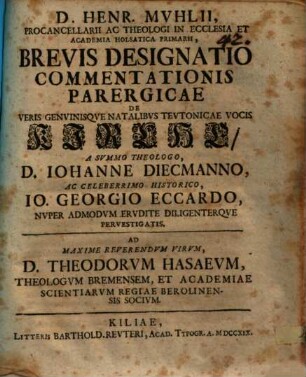 D. HENR. MVHLII,
PROCANCELLARII AC THEOLOGI IN ECCLESIA ET
ACADEMIA HOLSATICA PRIMARII,
42.
BREVIS DESIGNATIO
COMMENTATIONIS
PARERGICAE
DE
VERIS GENVINISQVE NATALIBVS TEVTONICAE VOCIS
KIRCHE/
A SVMMO THEOLOGO,
D. IOHANNE DIECMANNO,
AC CELEBERRIMO HISTORICO,
IO. GEORGIO ECCARDO,
NVPER ADMODVM ERVDITE DILIGENTERQVE
PERVESTIGATIS.
AD
MAXIME REVERENDVM VIRVM,
D. THEODORVM HASAEVM,
THEOLOGVM BREMENSEM, ET ACADEMIAE
SCIENTIARVM REGIAE BEROLINEN-
SIS SOCIVM.
KILIAE,
LITTERIS BARTHOLD. REVTERI, ACAD. TYPOGR. A. MDCCXIX.